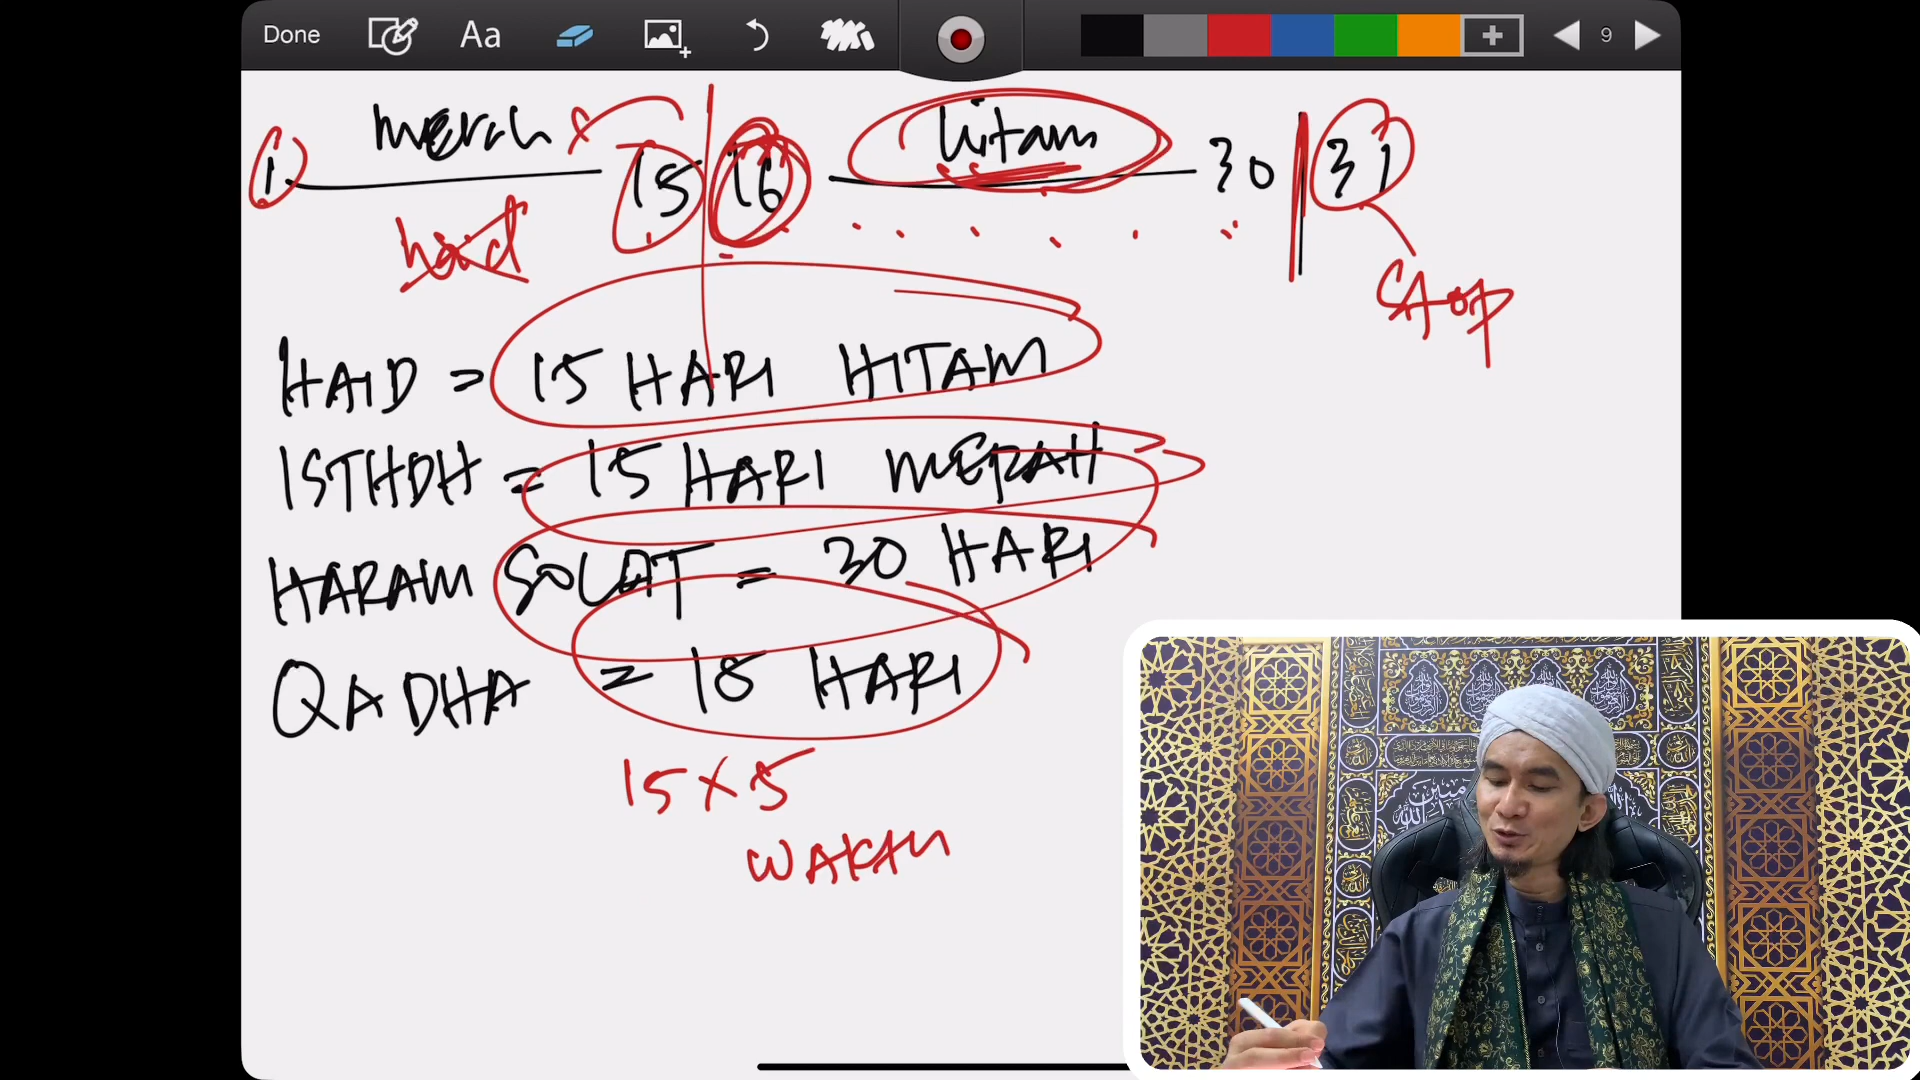 Done Aa 9
merah hitam
1 15 16 30 31
haid
stop
HAID = 15 HARI HITAM
ISTHDH = 15 HARI MERAH
HARAM SOLAT = 30 HARI
QADHA = 15 HARI
15 x 5
WAKTU